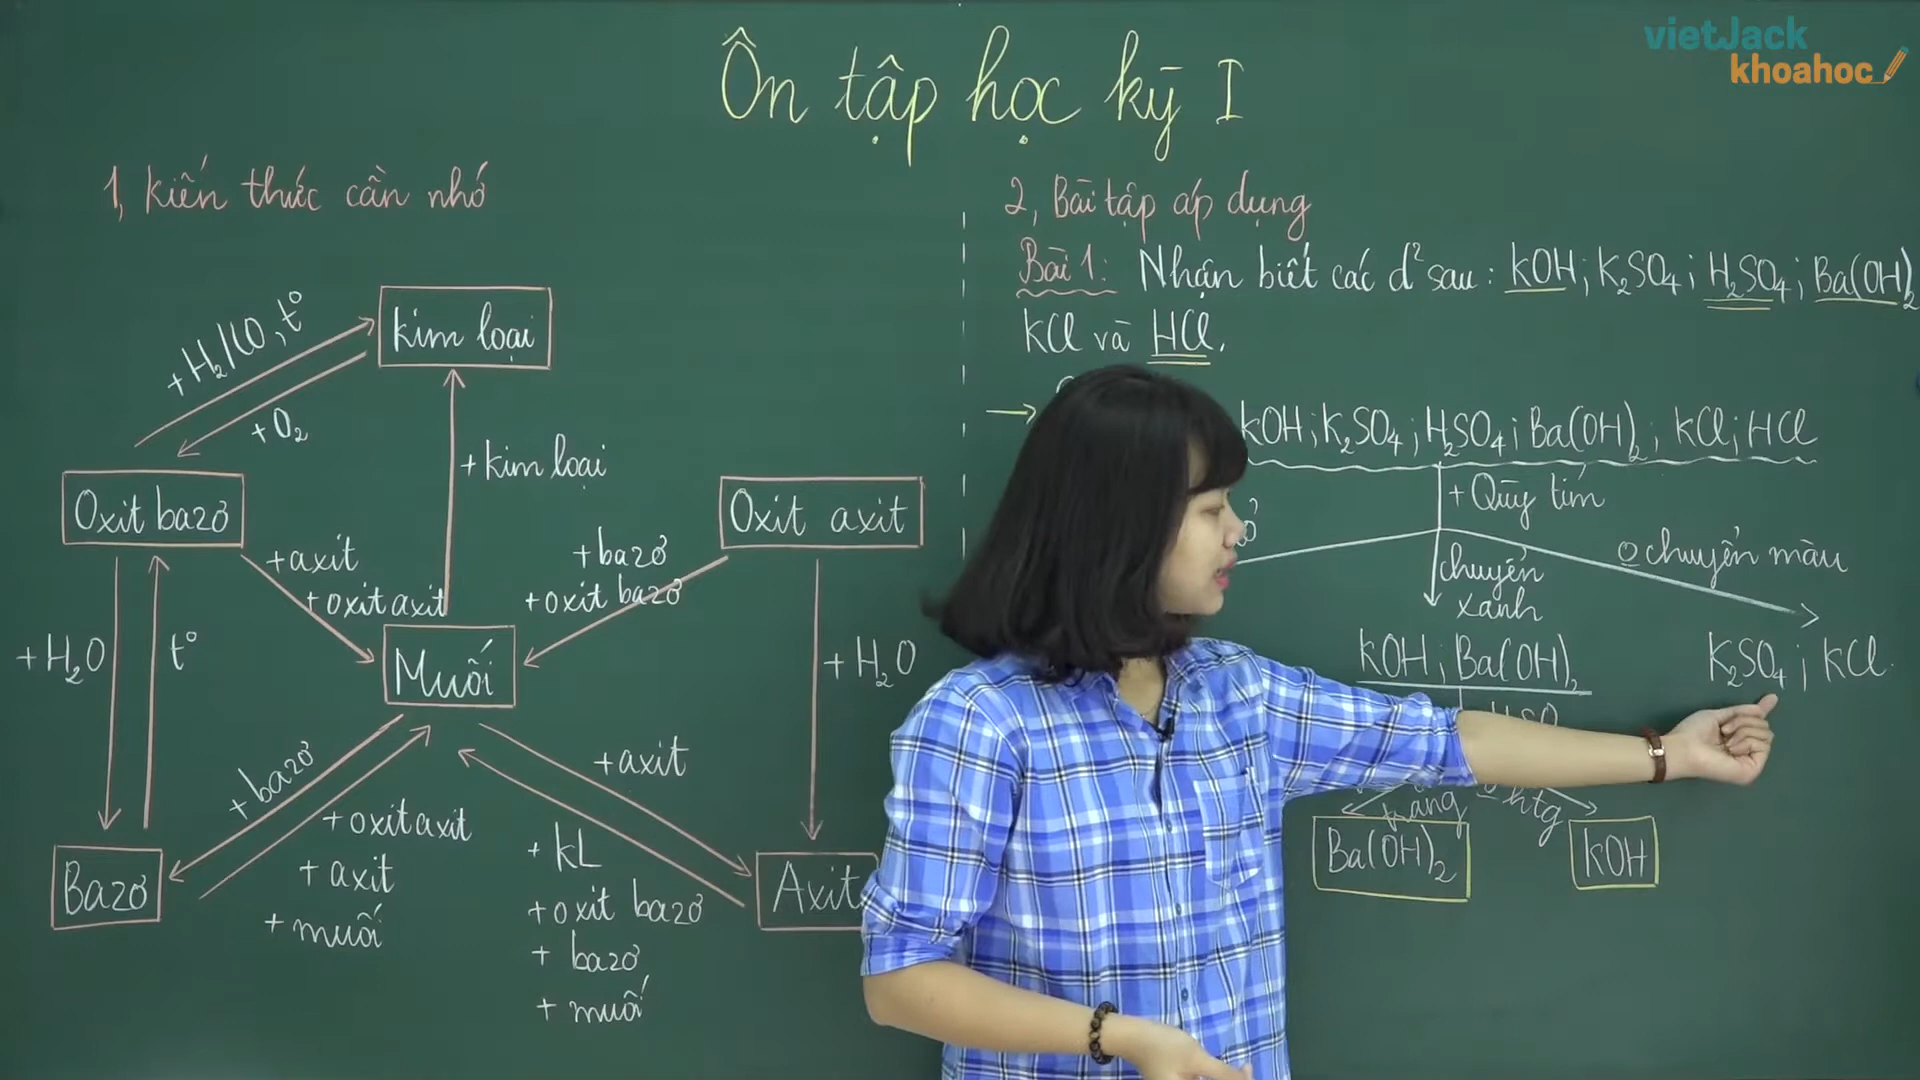 vietJack
khoahoc
Ôn tập học kỳ I
1, Kiến thức cần nhớ
Kim loại
+ H₂/CO, t°
+ O₂
+ Kim loại
Oxit bazơ
Oxit axit
+ axit
+ oxit axit
+ bazơ
+ oxit bazơ
+ H₂O
t°
Muối
+ H₂O
+ bazơ
+ axit
+ oxit axit
+ axit
+ muối
+ KL
+ oxit bazơ
+ bazơ
+ muối
Bazơ
Axit
2, Bài tập áp dụng
Bài 1: Nhận biết các d² sau: KOH; K₂SO₄; H₂SO₄; Ba(OH)₂
KCl và HCl.
KOH; K₂SO₄; H₂SO₄; Ba(OH)₂; KCl; HCl
+ Quỳ tím
chuyển
xanh
o chuyển màu
KOH; Ba(OH)₂
K₂SO₄; KCl
o htg
Ba(OH)₂
KOH